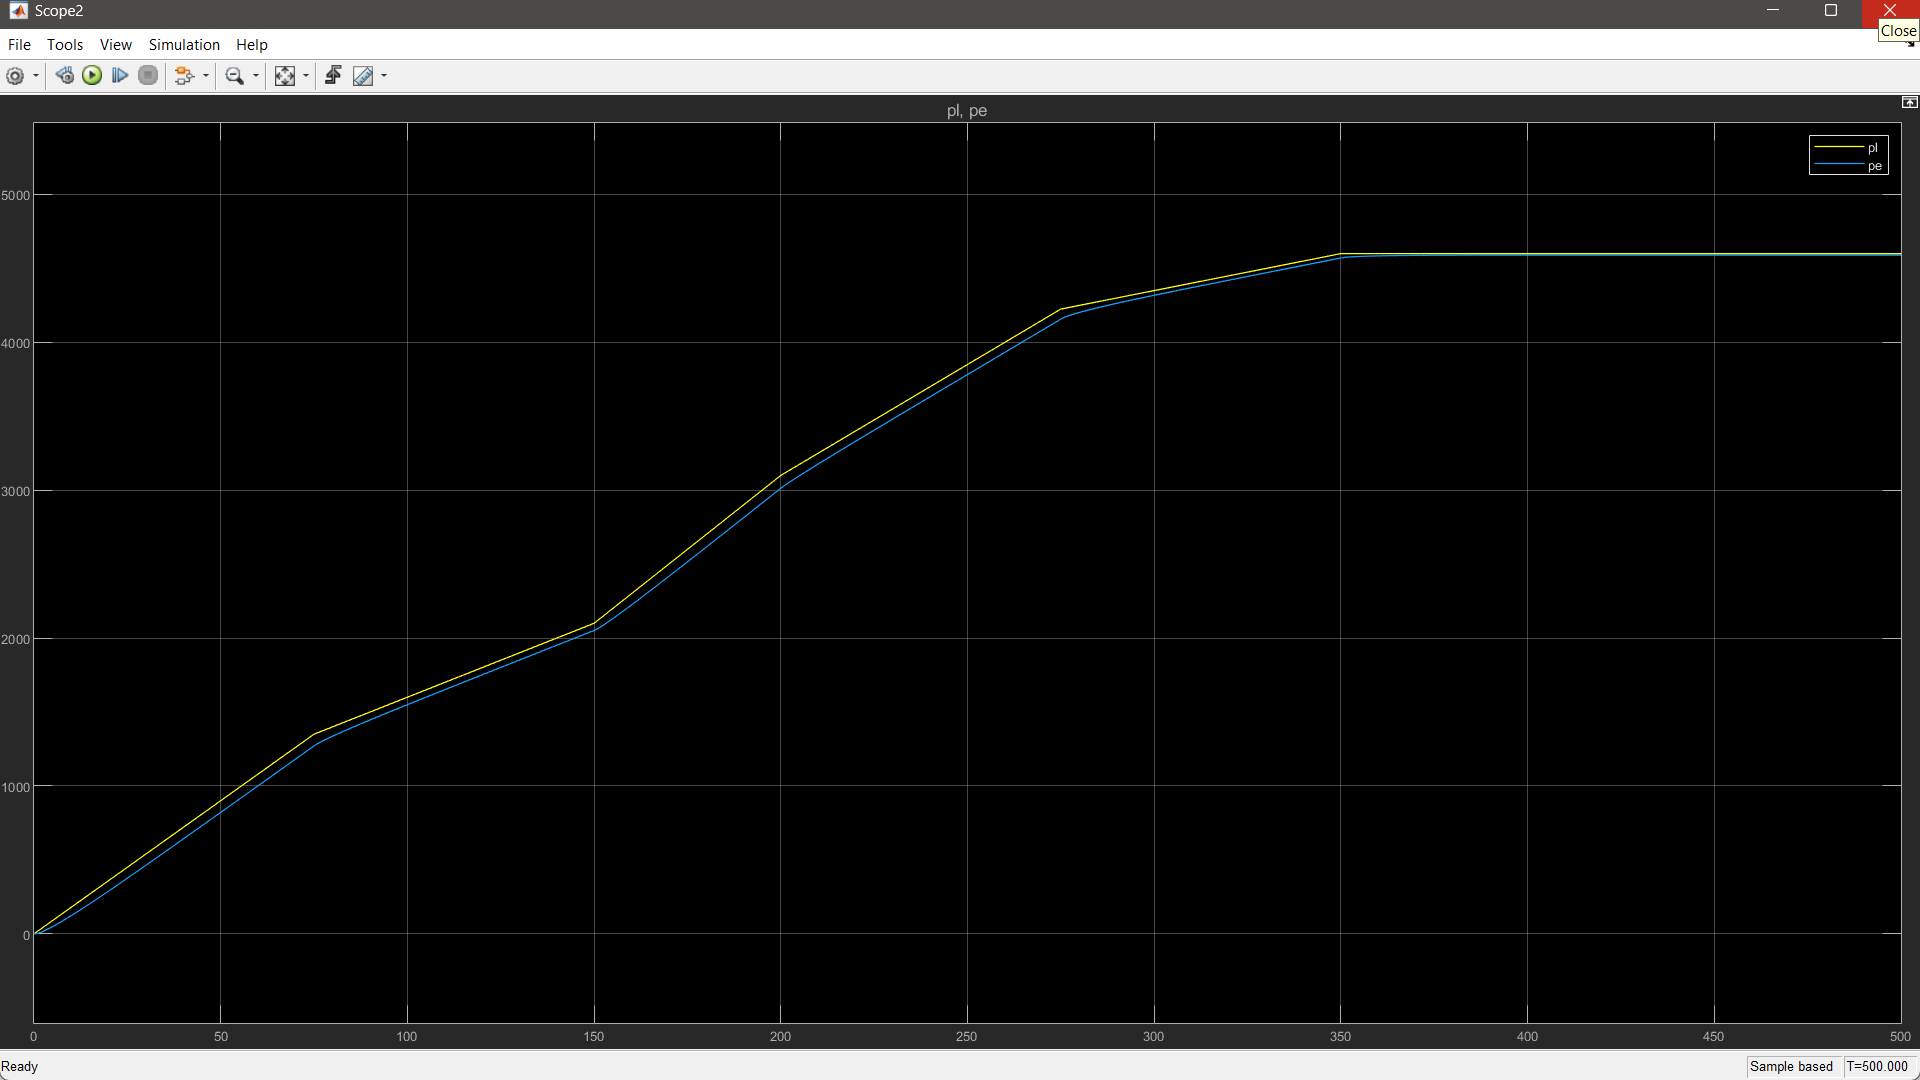 Scope2
Close
File Tools View Simulation Help
pl, pe
pl
pe
5000
4000
3000
2000
1000
0
0 50 100 150 200 250 300 350 400 450 500
Ready
Sample based T=500.000